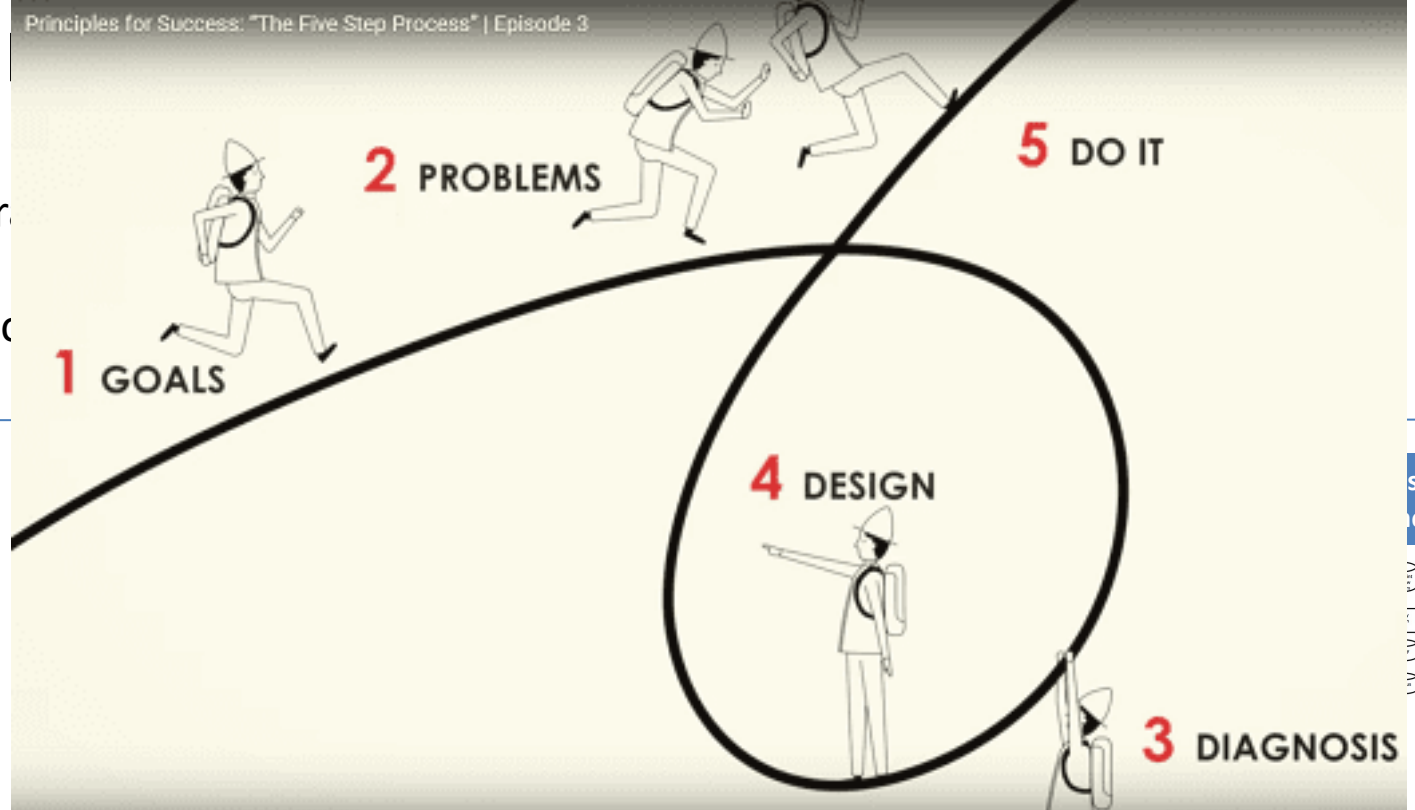 Principles for Success: “The Five Step Process” | Episode 3
1 GOALS
2 PROBLEMS
3 DIAGNOSIS
4 DESIGN
5 DO IT